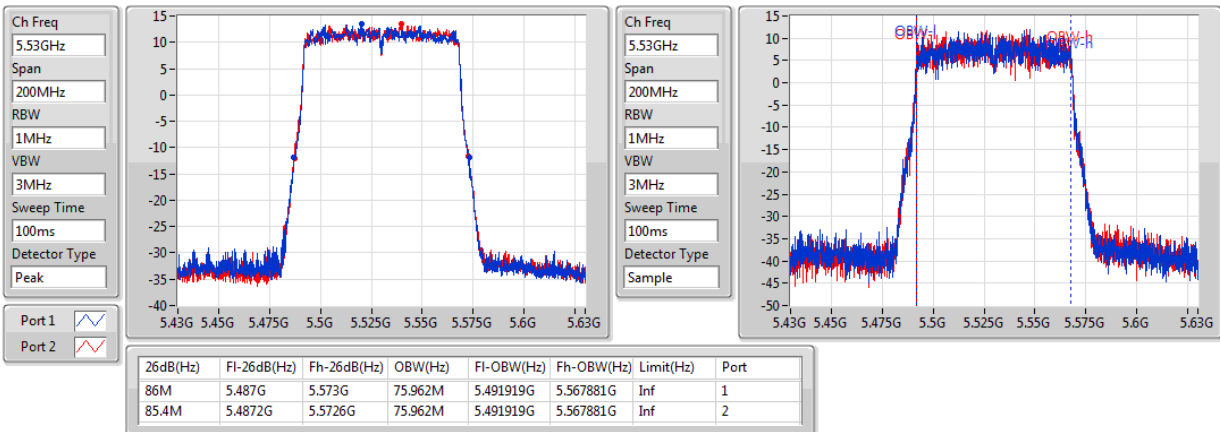 Ch Freq
5.53GHz
Span
200MHz
RBW
1MHz
VBW
3MHz
Sweep Time
100ms
Detector Type
Peak
Port 1
Port 2
15
10
5
0
-5
-10
-15
-20
-25
-30
-35
-40
5.43G 5.45G 5.475G 5.5G 5.525G 5.55G 5.575G 5.6G 5.63G
Ch Freq
5.53GHz
Span
200MHz
RBW
1MHz
VBW
3MHz
Sweep Time
100ms
Detector Type
Sample
15
10
5
0
-5
-10
-15
-20
-25
-30
-35
-40
-45
-50
OBW-l
OBW-h
OBW-h
5.43G 5.45G 5.475G 5.5G 5.525G 5.55G 5.575G 5.6G 5.63G
26dB(Hz) Fl-26dB(Hz) Fh-26dB(Hz) OBW(Hz) Fl-OBW(Hz) Fh-OBW(Hz) Limit(Hz) Port
86M 5.487G 5.573G 75.962M 5.491919G 5.567881G Inf 1
85.4M 5.4872G 5.5726G 75.962M 5.491919G 5.567881G Inf 2